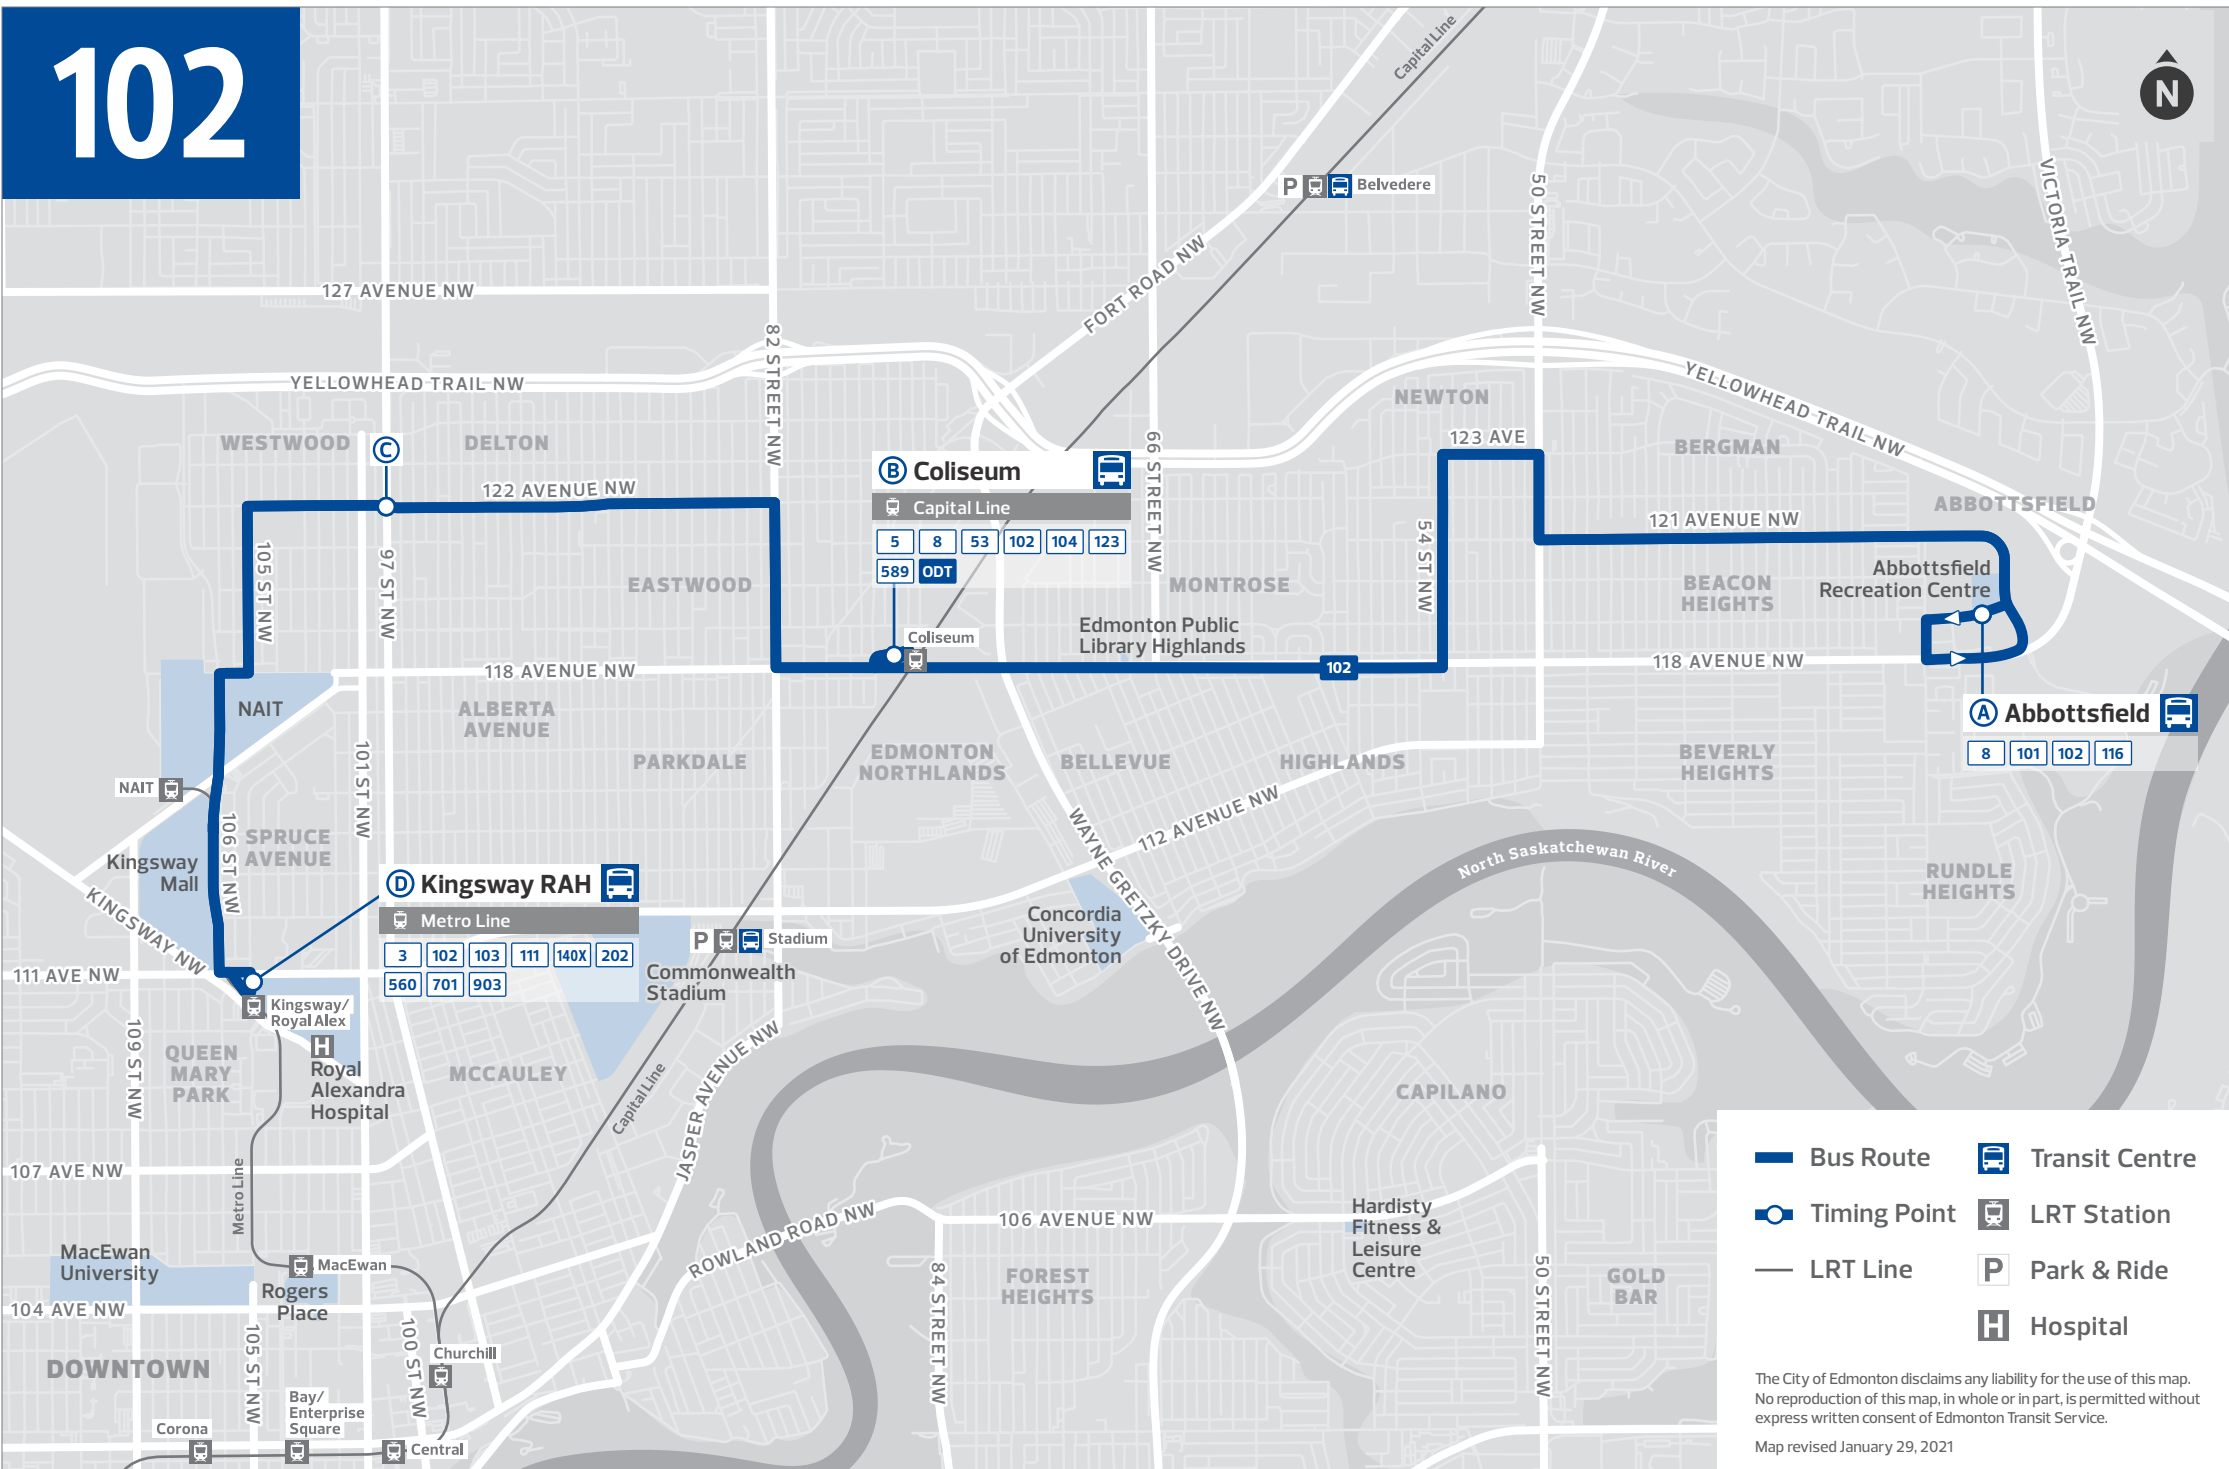 102
N
Capital Line
P
Belvedere
50 STREET NW
VICTORIA TRAIL NW
127 AVENUE NW
FORT ROAD NW
82 STREET NW
YELLOWHEAD TRAIL NW
YELLOWHEAD TRAIL NW
NEWTON
WESTWOOD
C
DELTON
123 AVE
BERGMAN
66 STREET NW
B Coliseum
Capital Line
5 8 53 102 104 123
589 ODT
122 AVENUE NW
ABBOTTSFIELD
121 AVENUE NW
54 ST NW
105 ST NW
97 ST NW
EASTWOOD
MONTROSE
BEACON
HEIGHTS
Abbottsfield
Recreation Centre
Coliseum
Edmonton Public
Library Highlands
118 AVENUE NW
102
118 AVENUE NW
NAIT
ALBERTA
AVENUE
A Abbottsfield
8 101 102 116
101 ST NW
PARKDALE
EDMONTON
NORTHLANDS
BELLEVUE
HIGHLANDS
BEVERLY
HEIGHTS
NAIT
106 ST NW
SPRUCE
AVENUE
WAYNE GRETZKY DRIVE NW
112 AVENUE NW
North Saskatchewan River
Kingsway
Mall
RUNDLE
HEIGHTS
D Kingsway RAH
Metro Line
3 102 103 111 140X 202
560 701 903
KINGSWAY NW
P
Stadium
Commonwealth
Stadium
Concordia
University
of Edmonton
111 AVE NW
Kingsway/
Royal Alex
109 ST NW
H
Royal
Alexandra
Hospital
QUEEN
MARY
PARK
MCCAULEY
JASPER AVENUE NW
Capital Line
CAPILANO
107 AVE NW
Metro Line
ROWLAND ROAD NW
106 AVENUE NW
Hardisty
Fitness &
Leisure
Centre
MacEwan
University
MacEwan
Rogers
Place
84 STREET NW
FOREST
HEIGHTS
50 STREET NW
GOLD
BAR
104 AVE NW
105 ST NW
100 ST NW
Churchill
DOWNTOWN
Bay/
Enterprise
Square
Corona
Central
Bus Route
Transit Centre
Timing Point
LRT Station
LRT Line
P
Park & Ride
H
Hospital
The City of Edmonton disclaims any liability for the use of this map.
No reproduction of this map, in whole or in part, is permitted without
express written consent of Edmonton Transit Service.
Map revised January 29, 2021